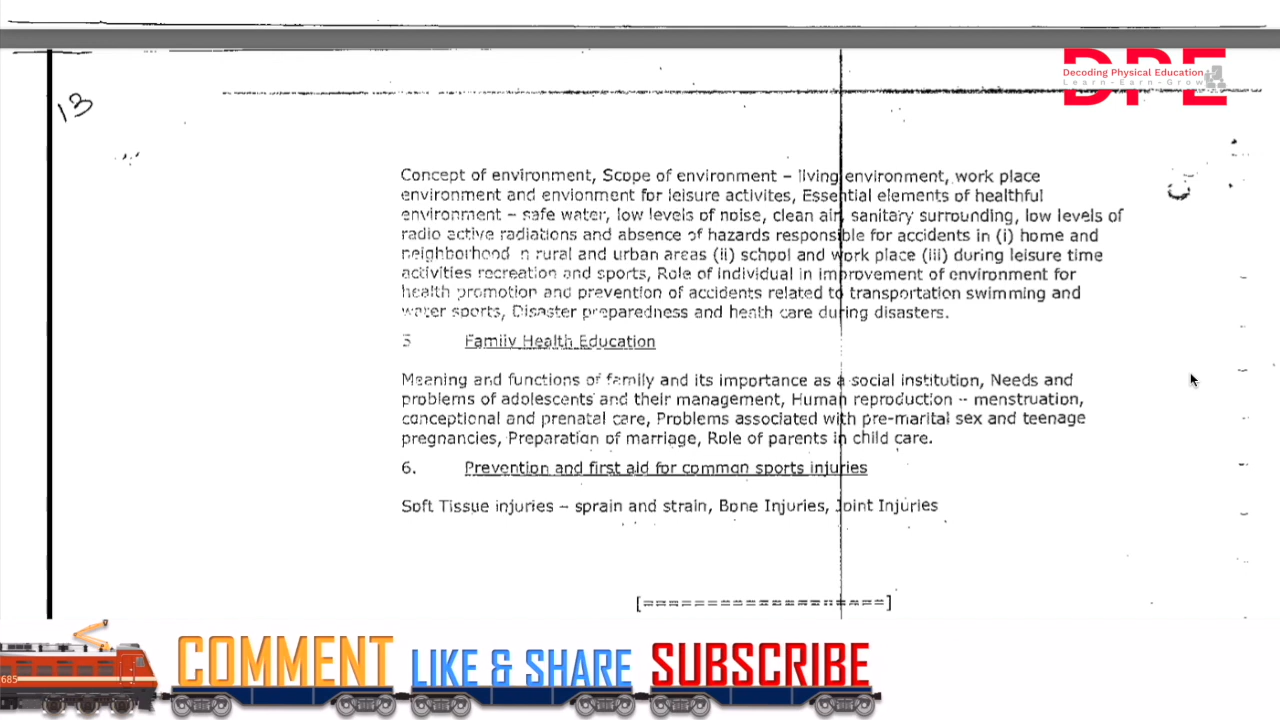 DPE
Decoding Physical Education
Learn-Earn-Grow
13
Concept of environment, Scope of environment – living environment, work place
environment and envionment for leisure activites, Essential elements of healthful
environment – safe water, low levels of noise, clean air, sanitary surrounding, low levels of
radio active radiations and absence of hazards responsible for accidents in (i) home and
neighborhood in rural and urban areas (ii) school and work place (iii) during leisure time
activities recreation and sports, Role of individual in improvement of environment for
health promotion and prevention of accidents related to transportation swimming and
water sports, Disaster preparedness and henth care during disasters.
5 Family Health Education
Meaning and functions of family and its importance as a social institution, Needs and
problems of adolescents and their management, Human reproduction – menstruation,
conceptional and prenatal care, Problems associated with pre-marital sex and teenage
pregnancies, Preparation of marriage, Role of parents in child care.
6. Prevention and first aid for common sports injuries
Soft Tissue injuries – sprain and strain, Bone Injuries, Joint Injuries
[===================]
685
COMMENT LIKE & SHARE SUBSCRIBE